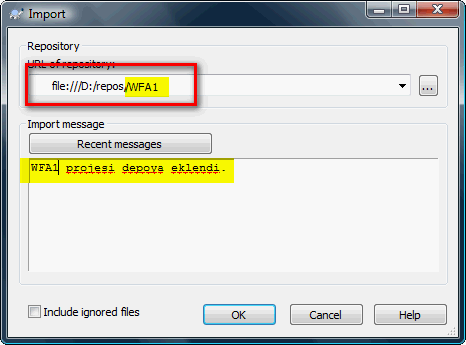 Import
Repository
URL of repository:
file:///D:/repos/WFA1
...
Import message
Recent messages
WFA1 projesi depoya eklendi.
Include ignored files
OK
Cancel
Help